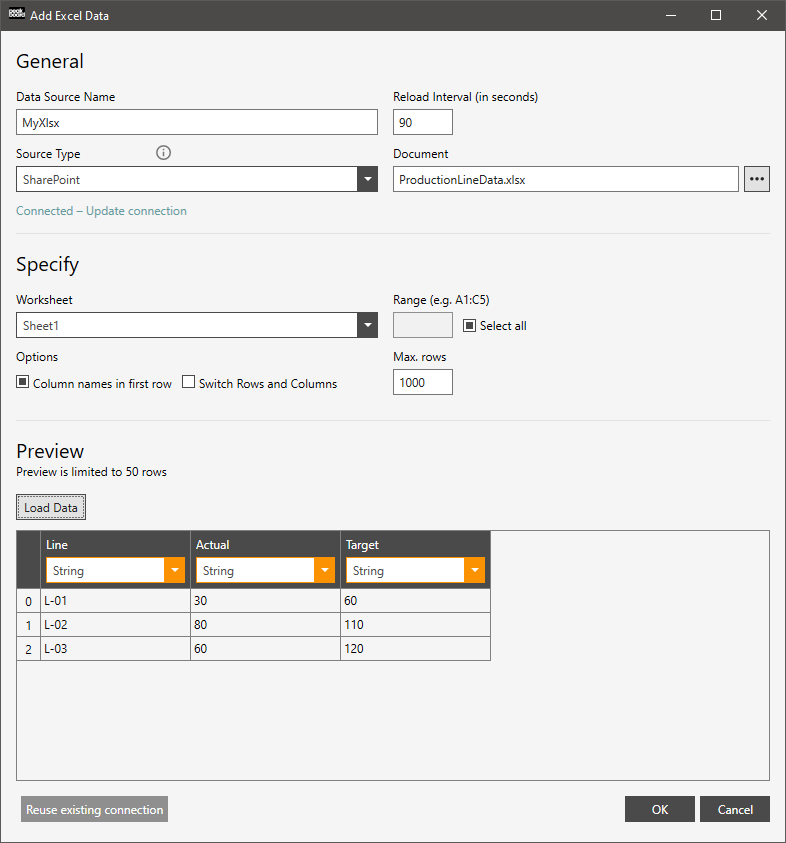 peak board Add Excel Data
General
Data Source Name Reload Interval (in seconds)
MyXlsx 90
Source Type Document
SharePoint ProductionLineData.xlsx ...
Connected – Update connection
Specify
Worksheet Range (e.g. A1:C5)
Sheet1 Select all
Options Max. rows
Column names in first row Switch Rows and Columns 1000
Preview
Preview is limited to 50 rows
Load Data
Line Actual Target
String String String
0 L-01 30 60
1 L-02 80 110
2 L-03 60 120
Reuse existing connection OK Cancel